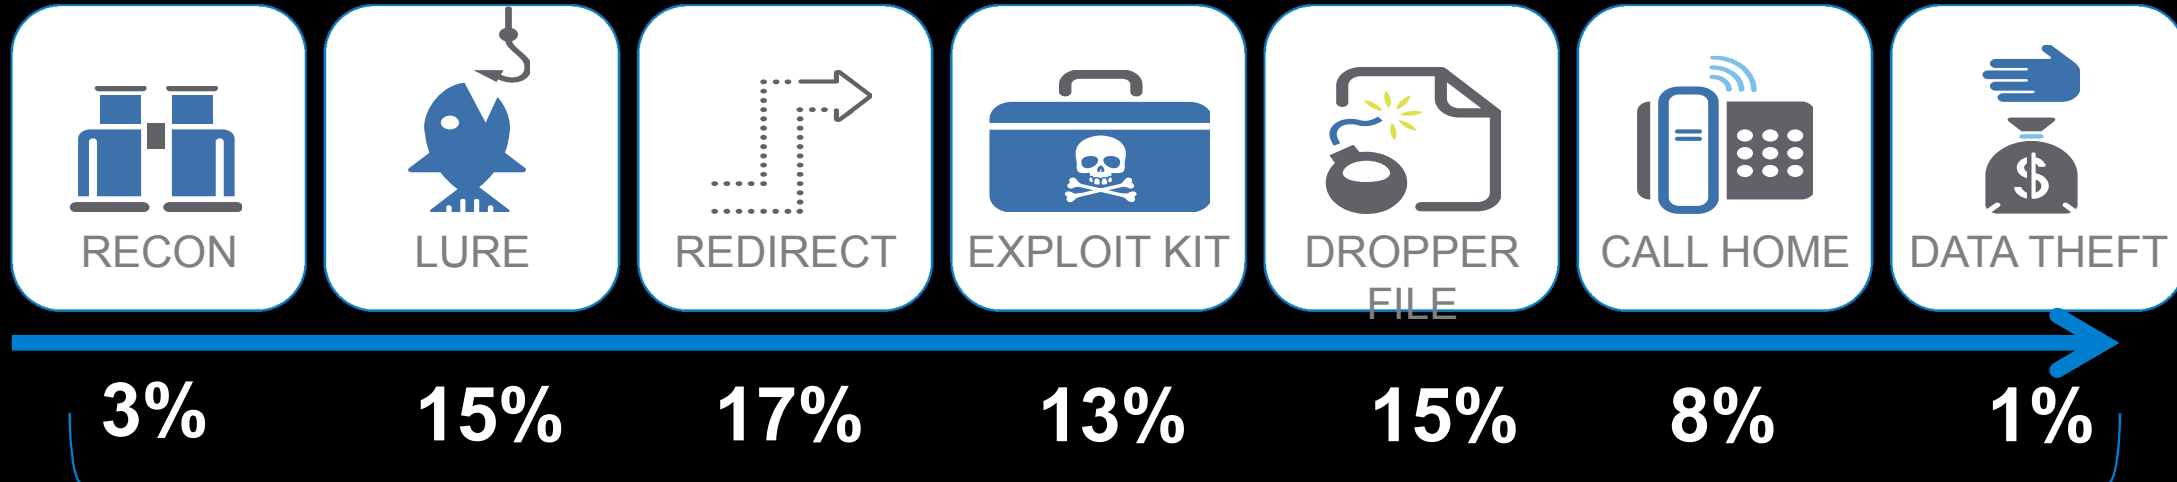 $
RECON
LURE
REDIRECT
EXPLOIT KIT
DROPPER
FILE
CALL HOME
DATA THEFT
3%
15%
17%
13%
15%
8%
1%